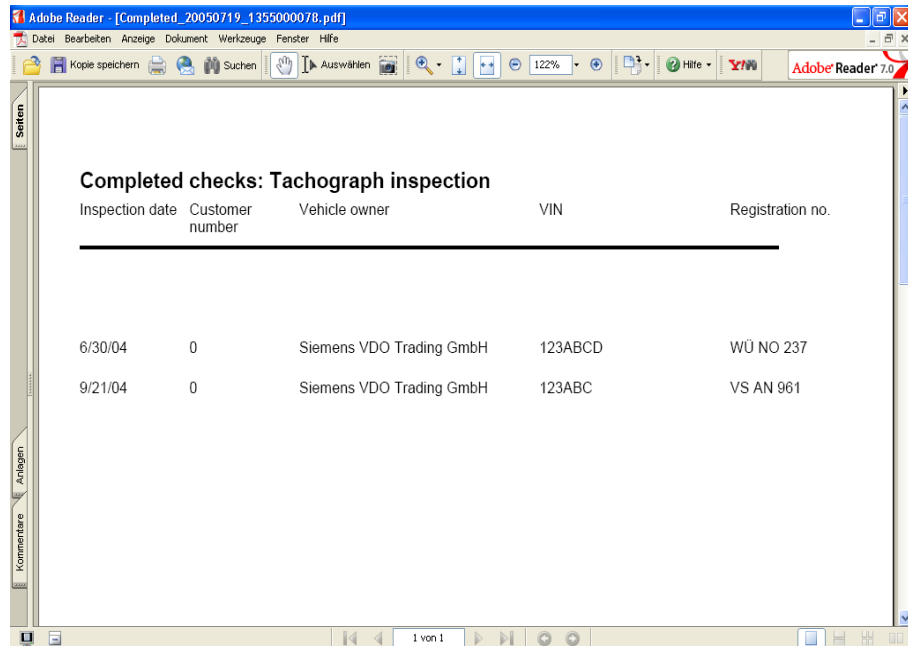 Adobe Reader - [Completed_20050719_1355000078.pdf]
Datei Bearbeiten Anzeige Dokument Werkzeuge Fenster Hilfe
Kopie speichern Suchen Auswählen 122% Hilfe Y!
Adobe Reader 7.0
Seiten
Completed checks: Tachograph inspection
Inspection date Customer number Vehicle owner VIN Registration no.
6/30/04 0 Siemens VDO Trading GmbH 123ABCD WÜ NO 237
9/21/04 0 Siemens VDO Trading GmbH 123ABC VS AN 961
Anlagen
Kommentare
1 von 1